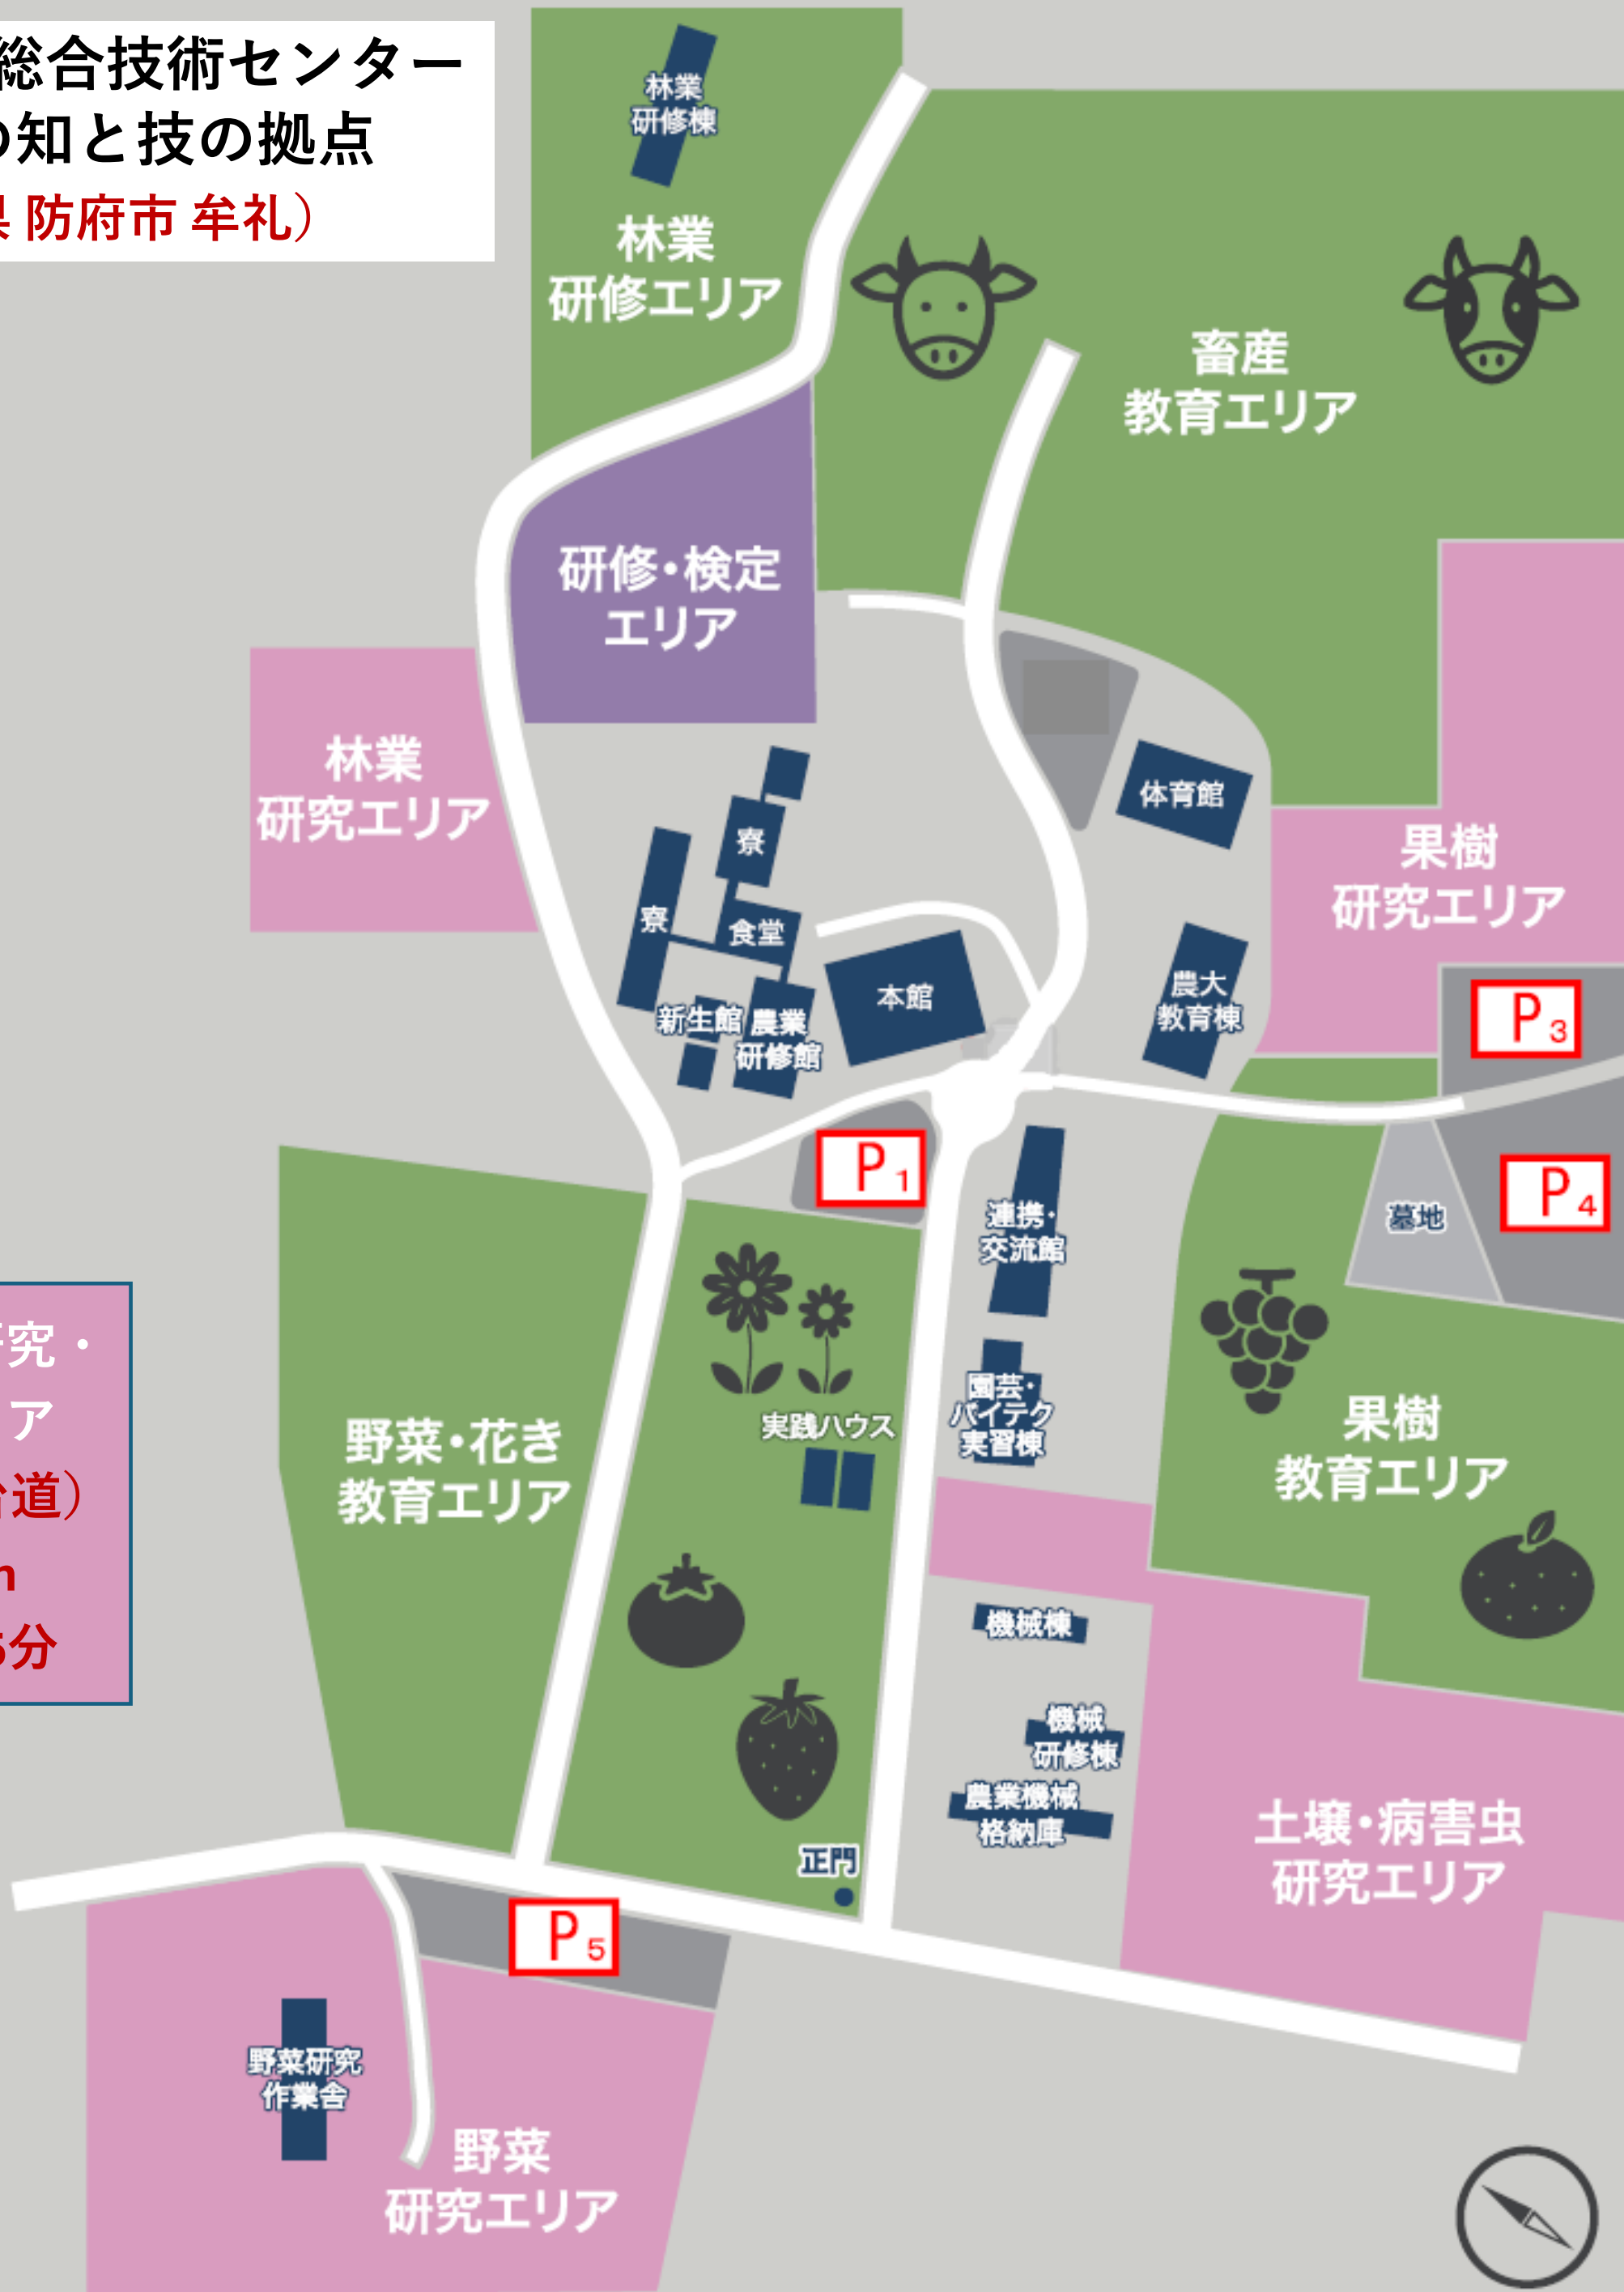 総合技術センター
の知と技の拠点
県 防府市 牟礼）
林業
研修棟
林業
研修エリア
畜産
教育エリア
研修・検定
エリア
林業
研究エリア
体育館
果樹
研究エリア
寮
寮
食堂
本館
農大
教育棟
新生館
農業
研修館
P3
P1
P4
墓地
連携・
交流館
園芸・
バイテク
実習棟
実践ハウス
野菜・花き
教育エリア
果樹
教育エリア
研究・
ア
台道）
m
5分
機械棟
機械
研修棟
農業機械
格納庫
土壌・病害虫
研究エリア
正門
P5
野菜研究
作業舎
野菜
研究エリア